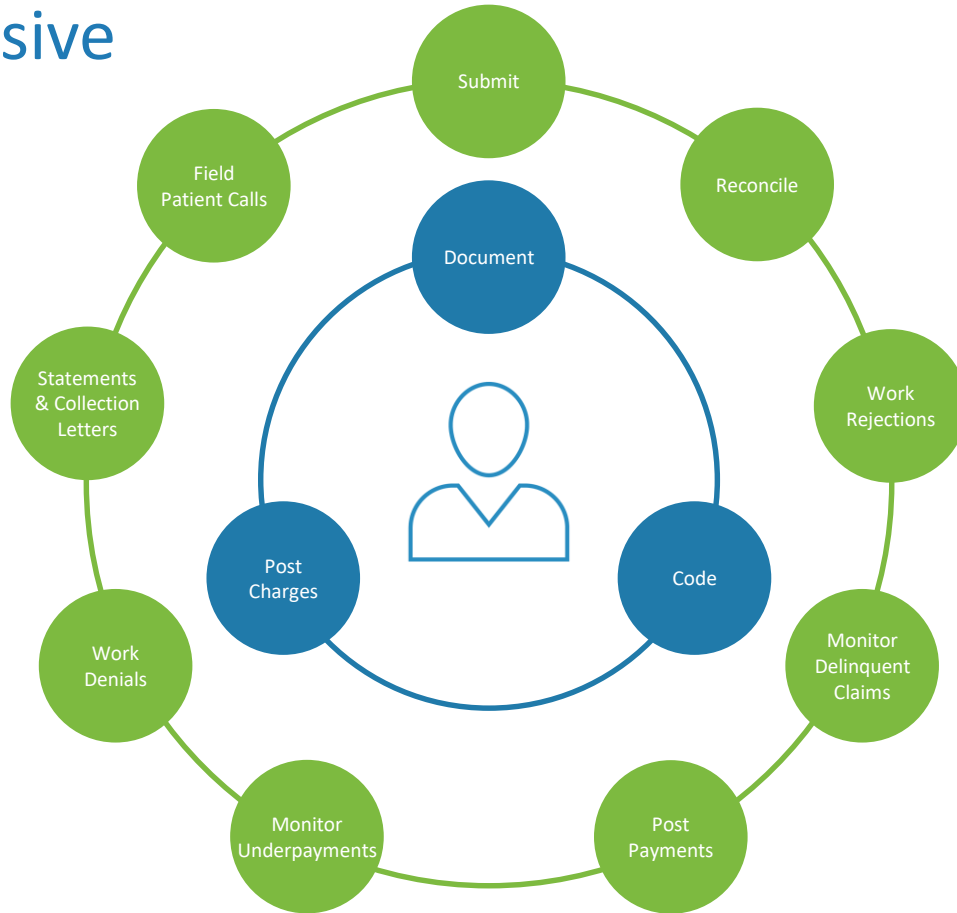 sive
Submit
Reconcile
Work
Rejections
Monitor
Delinquent
Claims
Post
Payments
Monitor
Underpayments
Work
Denials
Statements
& Collection
Letters
Field
Patient Calls
Document
Code
Post
Charges